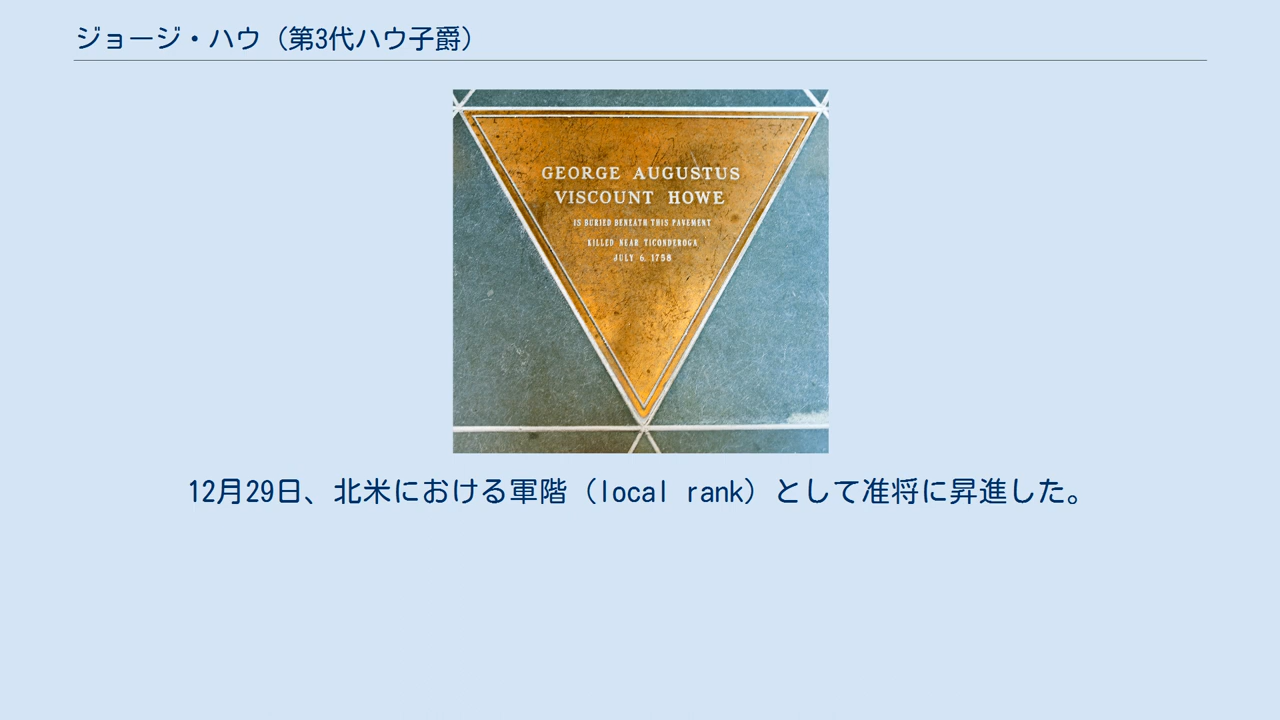 ジョージ・ハウ（第3代ハウ子爵）
GEORGE AUGUSTUS
VISCOUNT HOWE
IS BURIED BENEATH THIS PAVEMENT
KILLED NEAR TICONDEROGA
JULY 6, 1758
12月29日、北米における軍階（local rank）として准将に昇進した。